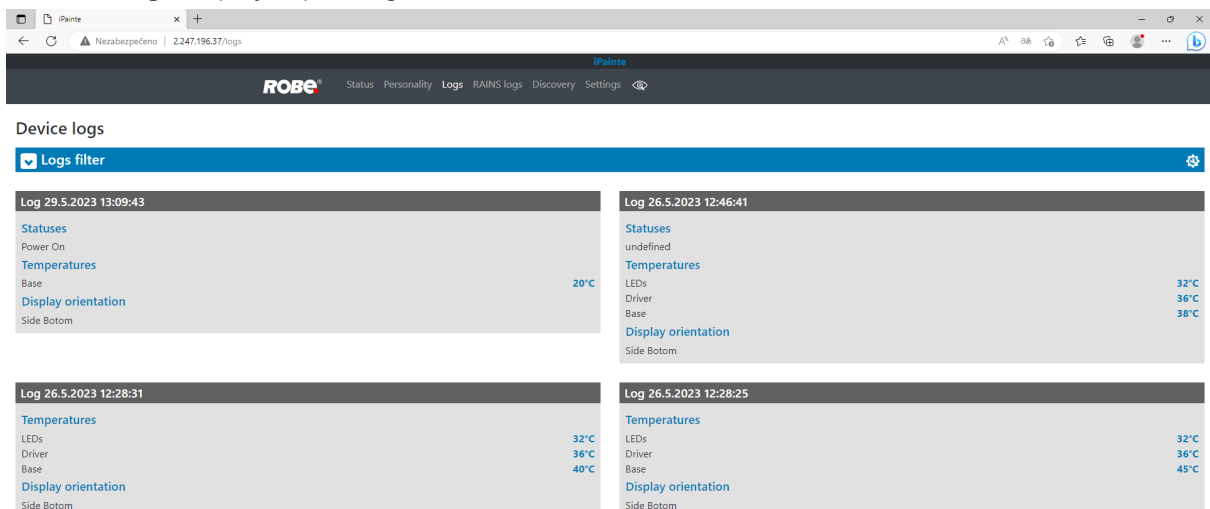 iPainte
Nezabezpečeno | 2.247.196.37/logs
iPainte
ROBE® Status Personality Logs RAINS logs Discovery Settings
Device logs
Logs filter
Log 29.5.2023 13:09:43
Statuses
Power On
Temperatures
Base 20°C
Display orientation
Side Botom
Log 26.5.2023 12:46:41
Statuses
undefined
Temperatures
LEDs 32°C
Driver 36°C
Base 38°C
Display orientation
Side Botom
Log 26.5.2023 12:28:31
Temperatures
LEDs 32°C
Driver 36°C
Base 40°C
Display orientation
Side Botom
Log 26.5.2023 12:28:25
Temperatures
LEDs 32°C
Driver 36°C
Base 45°C
Display orientation
Side Botom